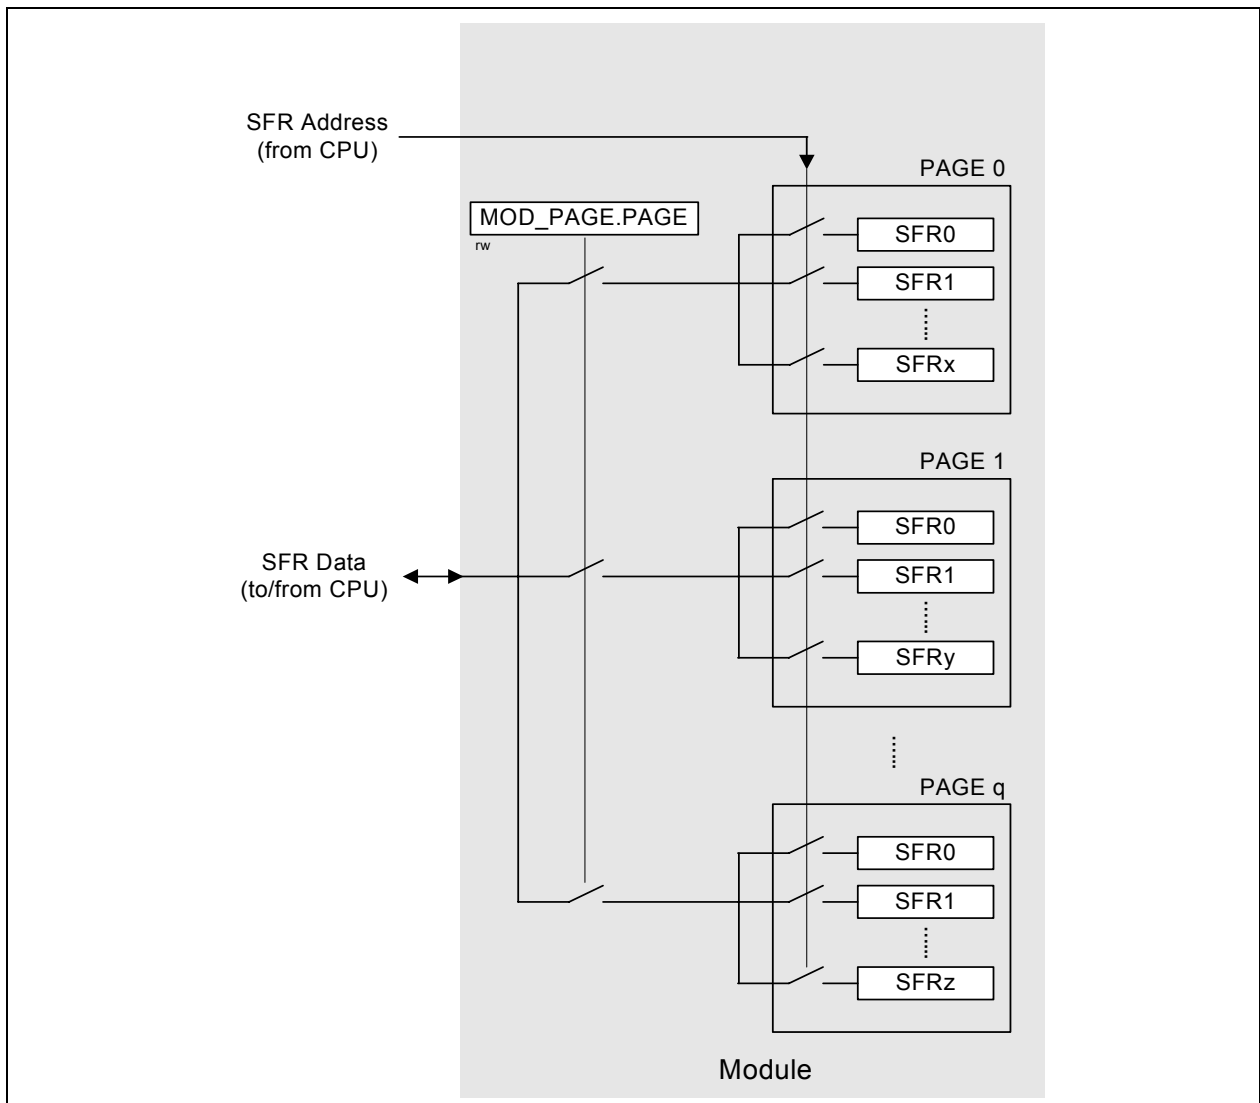 SFR Address
(from CPU)
PAGE 0
MOD_PAGE.PAGE
rw
SFR0
SFR1
SFRx
PAGE 1
SFR0
SFR Data
(to/from CPU)
SFR1
SFRy
PAGE q
SFR0
SFR1
SFRz
Module